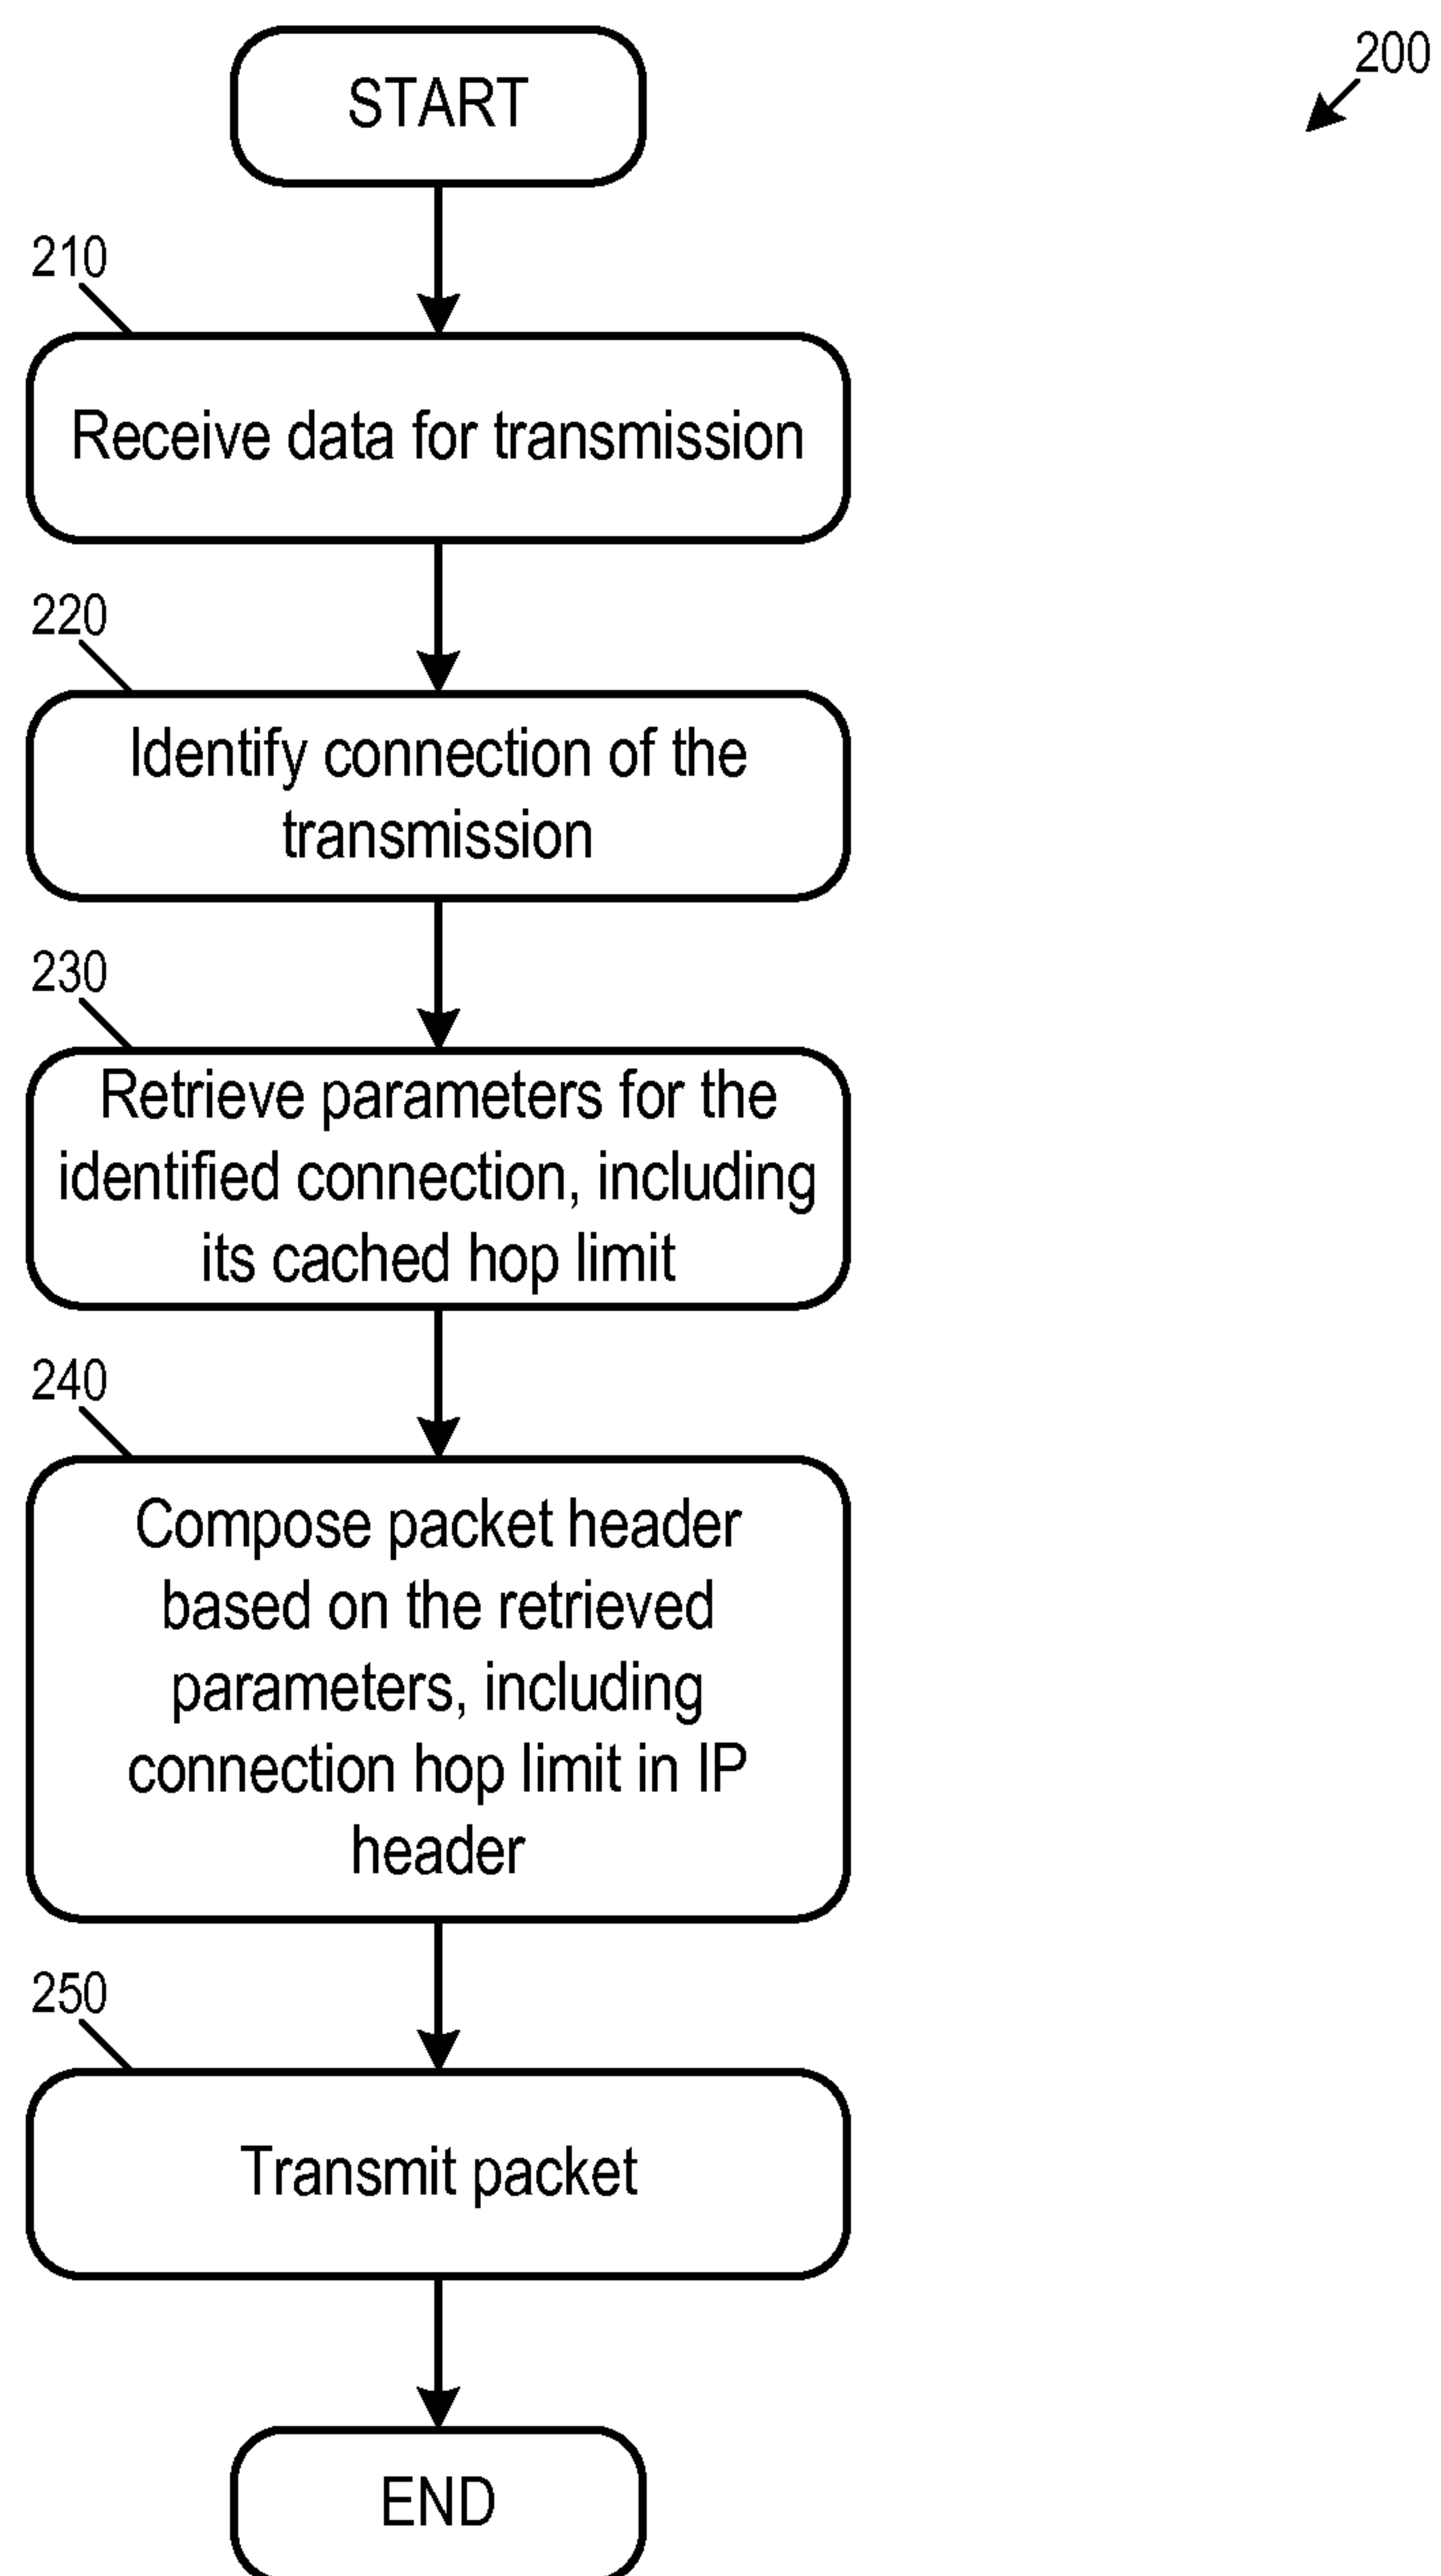 START
200
210
Receive data for transmission
220
Identify connection of the
transmission
230
Retrieve parameters for the
identified connection, including
its cached hop limit
240
Compose packet header
based on the retrieved
parameters, including
connection hop limit in IP
header
250
Transmit packet
END